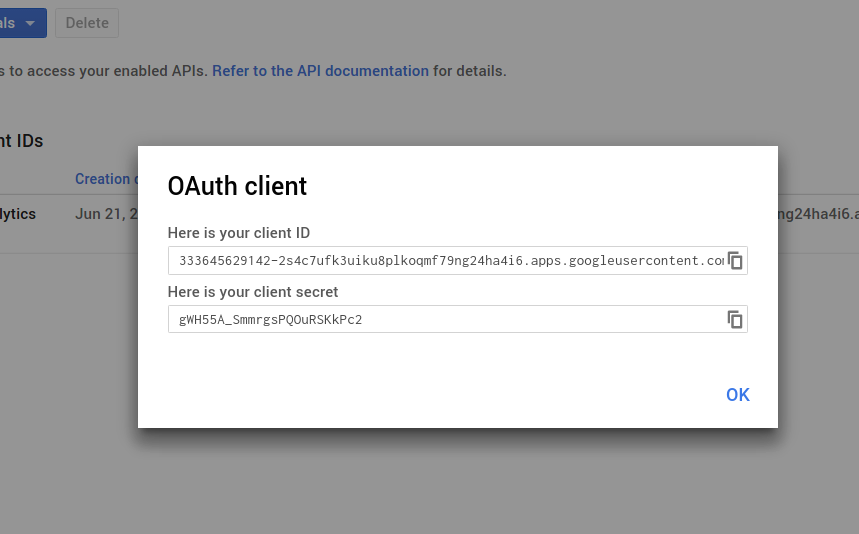 als Delete
s to access your enabled APIs. Refer to the API documentation for details.
nt IDs
Creation d
OAuth client
lytics Jun 21, 2 ng24ha4i6.a
Here is your client ID
333645629142-2s4c7ufk3uiku8plkoqmf79ng24ha4i6.apps.googleusercontent.com
Here is your client secret
gWH55A_SmmrgsPQOuRSKkPc2
OK